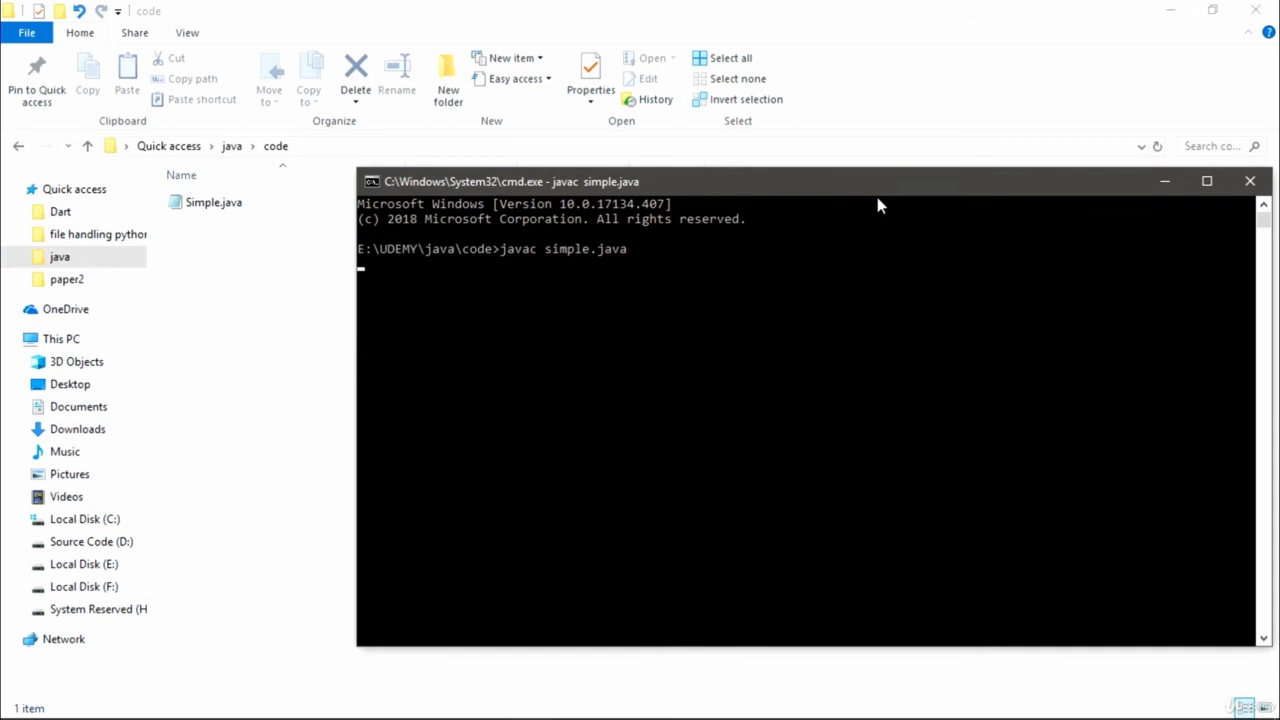 code
File Home Share View
Pin to Quick access
Copy
Paste
Cut
Copy path
Paste shortcut
Clipboard
Move to
Copy to
Delete
Rename
Organize
New folder
New item
Easy access
New
Properties
Open
Edit
History
Open
Select all
Select none
Invert selection
Select
Quick access > java > code
Search co...
Name
Simple.java
Quick access
Dart
file handling python
java
paper2
OneDrive
This PC
3D Objects
Desktop
Documents
Downloads
Music
Pictures
Videos
Local Disk (C:)
Source Code (D:)
Local Disk (E:)
Local Disk (F:)
System Reserved (H
Network
1 item
C:\Windows\System32\cmd.exe - javac  simple.java
Microsoft Windows [Version 10.0.17134.407]
(c) 2018 Microsoft Corporation. All rights reserved.
E:\UDEMY\java\code>javac simple.java